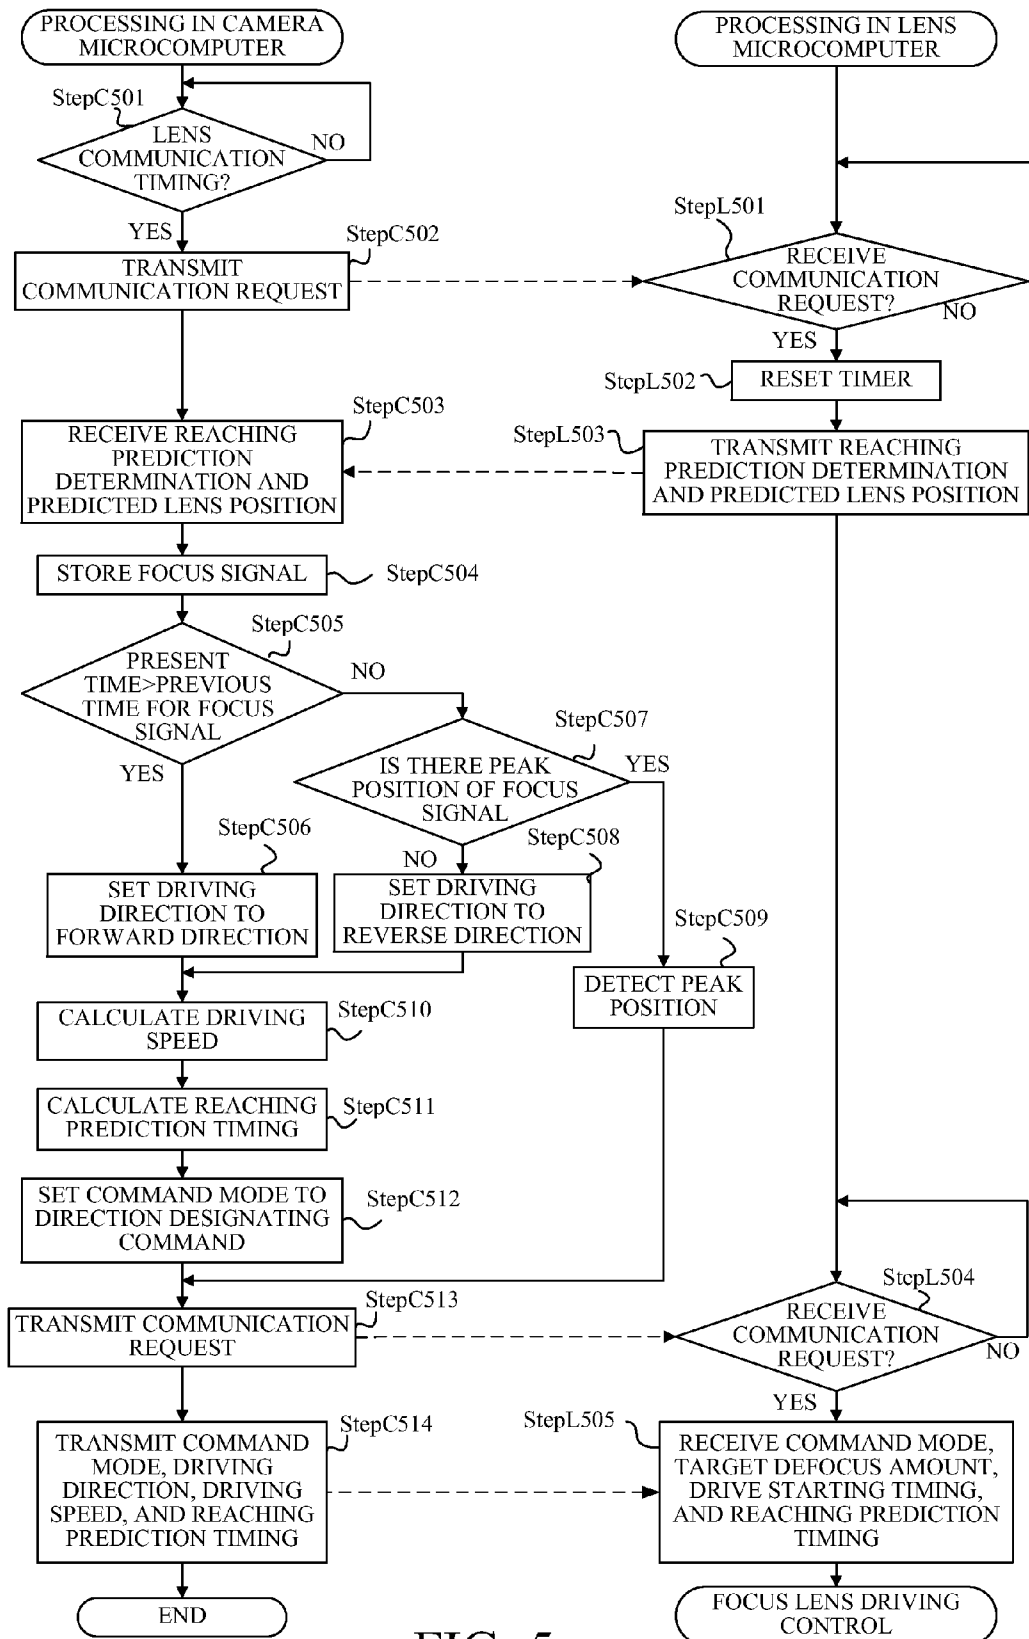 PROCESSING IN CAMERA
MICROCOMPUTER
StepC501
LENS
COMMUNICATION
TIMING?
NO
YES
StepC502
TRANSMIT
COMMUNICATION REQUEST
StepC503
RECEIVE REACHING
PREDICTION
DETERMINATION AND
PREDICTED LENS POSITION
STORE FOCUS SIGNAL
StepC504
StepC505
PRESENT
TIME>PREVIOUS
TIME FOR FOCUS
SIGNAL
NO
YES
StepC507
IS THERE PEAK
POSITION OF FOCUS
SIGNAL
YES
NO
StepC506
SET DRIVING
DIRECTION TO
FORWARD DIRECTION
StepC508
SET DRIVING
DIRECTION TO
REVERSE DIRECTION
StepC509
DETECT PEAK
POSITION
CALCULATE DRIVING
SPEED
StepC510
CALCULATE REACHING
PREDICTION TIMING
StepC511
SET COMMAND MODE TO
DIRECTION DESIGNATING
COMMAND
StepC512
StepC513
TRANSMIT COMMUNICATION
REQUEST
StepC514
TRANSMIT COMMAND
MODE, DRIVING
DIRECTION, DRIVING
SPEED, AND REACHING
PREDICTION TIMING
END
PROCESSING IN LENS
MICROCOMPUTER
StepL501
RECEIVE
COMMUNICATION
REQUEST?
NO
YES
StepL502
RESET TIMER
StepL503
TRANSMIT REACHING
PREDICTION DETERMINATION
AND PREDICTED LENS POSITION
StepL504
RECEIVE
COMMUNICATION
REQUEST?
NO
YES
StepL505
RECEIVE COMMAND MODE,
TARGET DEFOCUS AMOUNT,
DRIVE STARTING TIMING,
AND REACHING PREDICTION
TIMING
FOCUS LENS DRIVING
CONTROL
FIG. 5